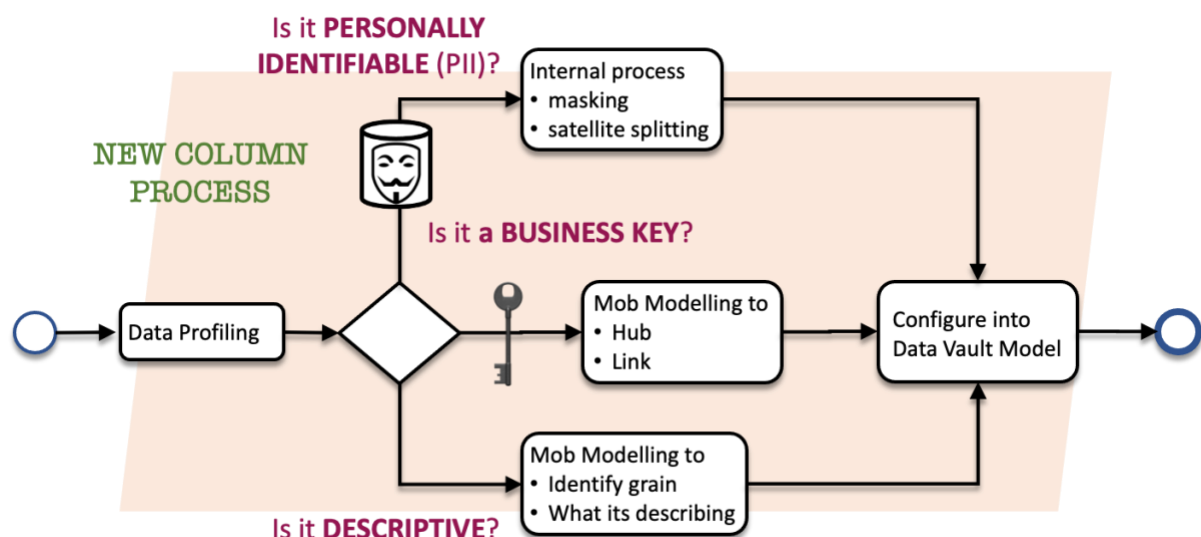 Is it PERSONALLY
IDENTIFIABLE (PII)?
Internal process
• masking
• satellite splitting
NEW COLUMN
PROCESS
Is it a BUSINESS KEY?
Data Profiling
Mob Modelling to
• Hub
• Link
Configure into
Data Vault Model
Mob Modelling to
• Identify grain
• What its describing
Is it DESCRIPTIVE?